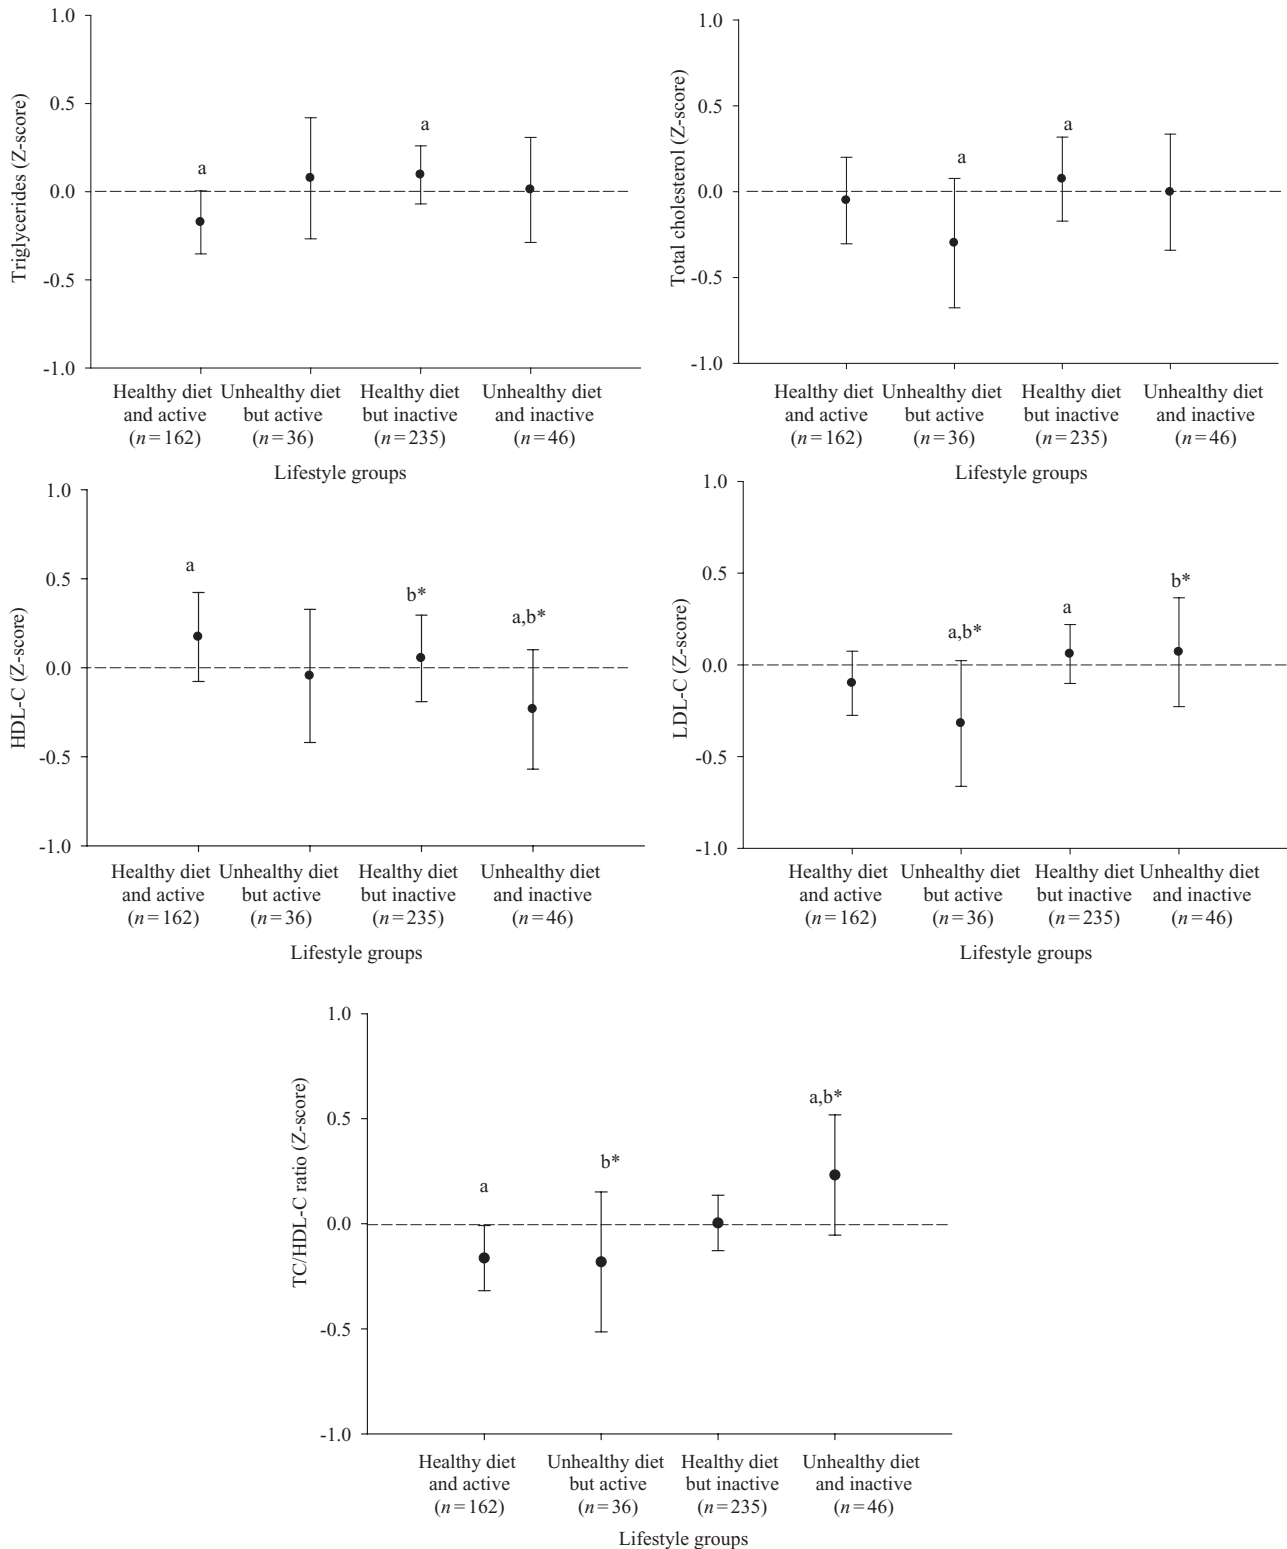 Triglycerides (Z-score)
1.0
0.5
0.0
-0.5
-1.0
a
a
Healthy diet and active (n=162)
Unhealthy diet but active (n=36)
Healthy diet but inactive (n=235)
Unhealthy diet and inactive (n=46)
Lifestyle groups
Total cholesterol (Z-score)
1.0
0.5
0.0
-0.5
-1.0
a
a
Healthy diet and active (n=162)
Unhealthy diet but active (n=36)
Healthy diet but inactive (n=235)
Unhealthy diet and inactive (n=46)
Lifestyle groups
HDL-C (Z-score)
1.0
0.5
0.0
-0.5
-1.0
a
b*
a,b*
Healthy diet and active (n=162)
Unhealthy diet but active (n=36)
Healthy diet but inactive (n=235)
Unhealthy diet and inactive (n=46)
Lifestyle groups
LDL-C (Z-score)
1.0
0.5
0.0
-0.5
-1.0
a,b*
a
b*
Healthy diet and active (n=162)
Unhealthy diet but active (n=36)
Healthy diet but inactive (n=235)
Unhealthy diet and inactive (n=46)
Lifestyle groups
TC/HDL-C ratio (Z-score)
1.0
0.5
0.0
-0.5
-1.0
a
b*
a,b*
Healthy diet and active (n=162)
Unhealthy diet but active (n=36)
Healthy diet but inactive (n=235)
Unhealthy diet and inactive (n=46)
Lifestyle groups